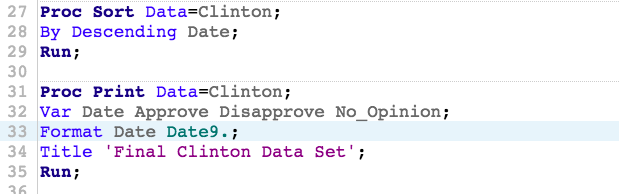 27 Proc Sort Data=Clinton;
28 By Descending Date;
29 Run;
30
31 Proc Print Data=Clinton;
32 Var Date Approve Disapprove No_Opinion;
33 Format Date Date9.;
34 Title 'Final Clinton Data Set';
35 Run;
36